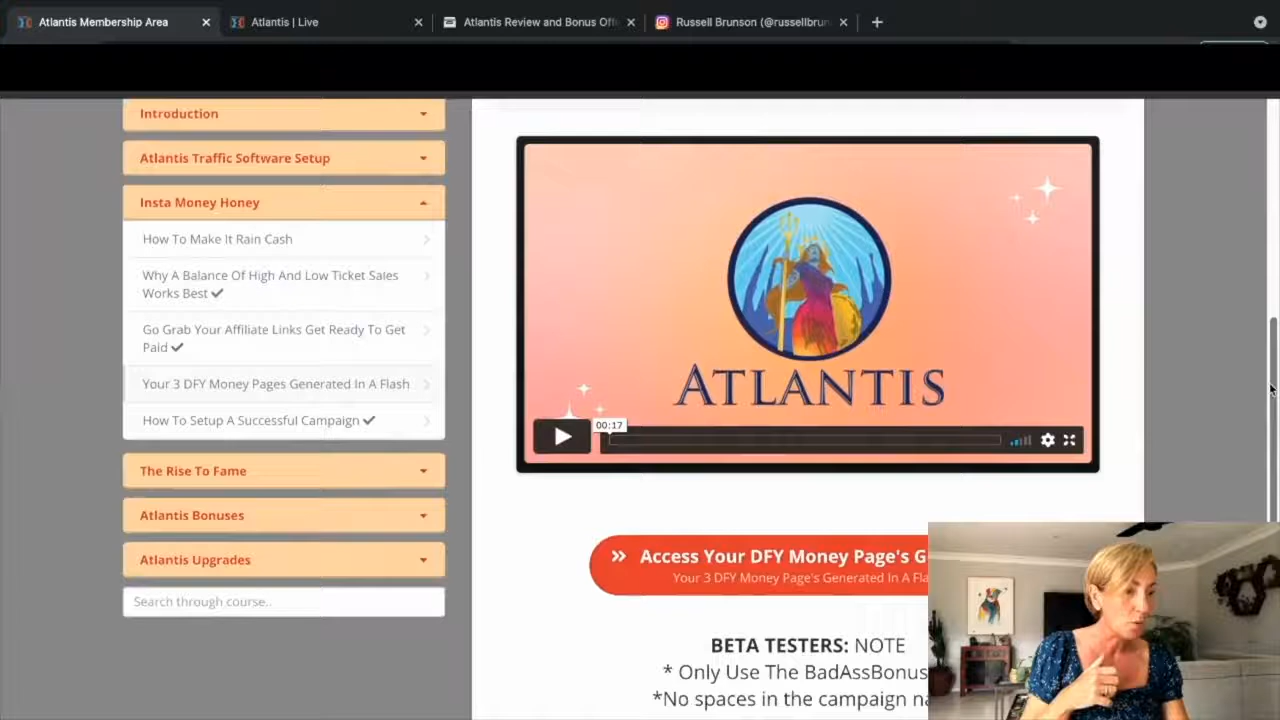 Atlantis Membership Area
Atlantis | Live
Atlantis Review and Bonus Off
Russell Brunson (@russellbrun
Introduction
Atlantis Traffic Software Setup
Insta Money Honey
How To Make It Rain Cash
Why A Balance Of High And Low Ticket Sales
Works Best
Go Grab Your Affiliate Links Get Ready To Get
Paid
Your 3 DFY Money Pages Generated In A Flash
How To Setup A Successful Campaign
The Rise To Fame
Atlantis Bonuses
Atlantis Upgrades
Search through course..
ATLANTIS
00:17
Access Your DFY Money Page's G
Your 3 DFY Money Page's Generated In A Fla
BETA TESTERS: NOTE
* Only Use The BadAssBonus
*No spaces in the campaign na